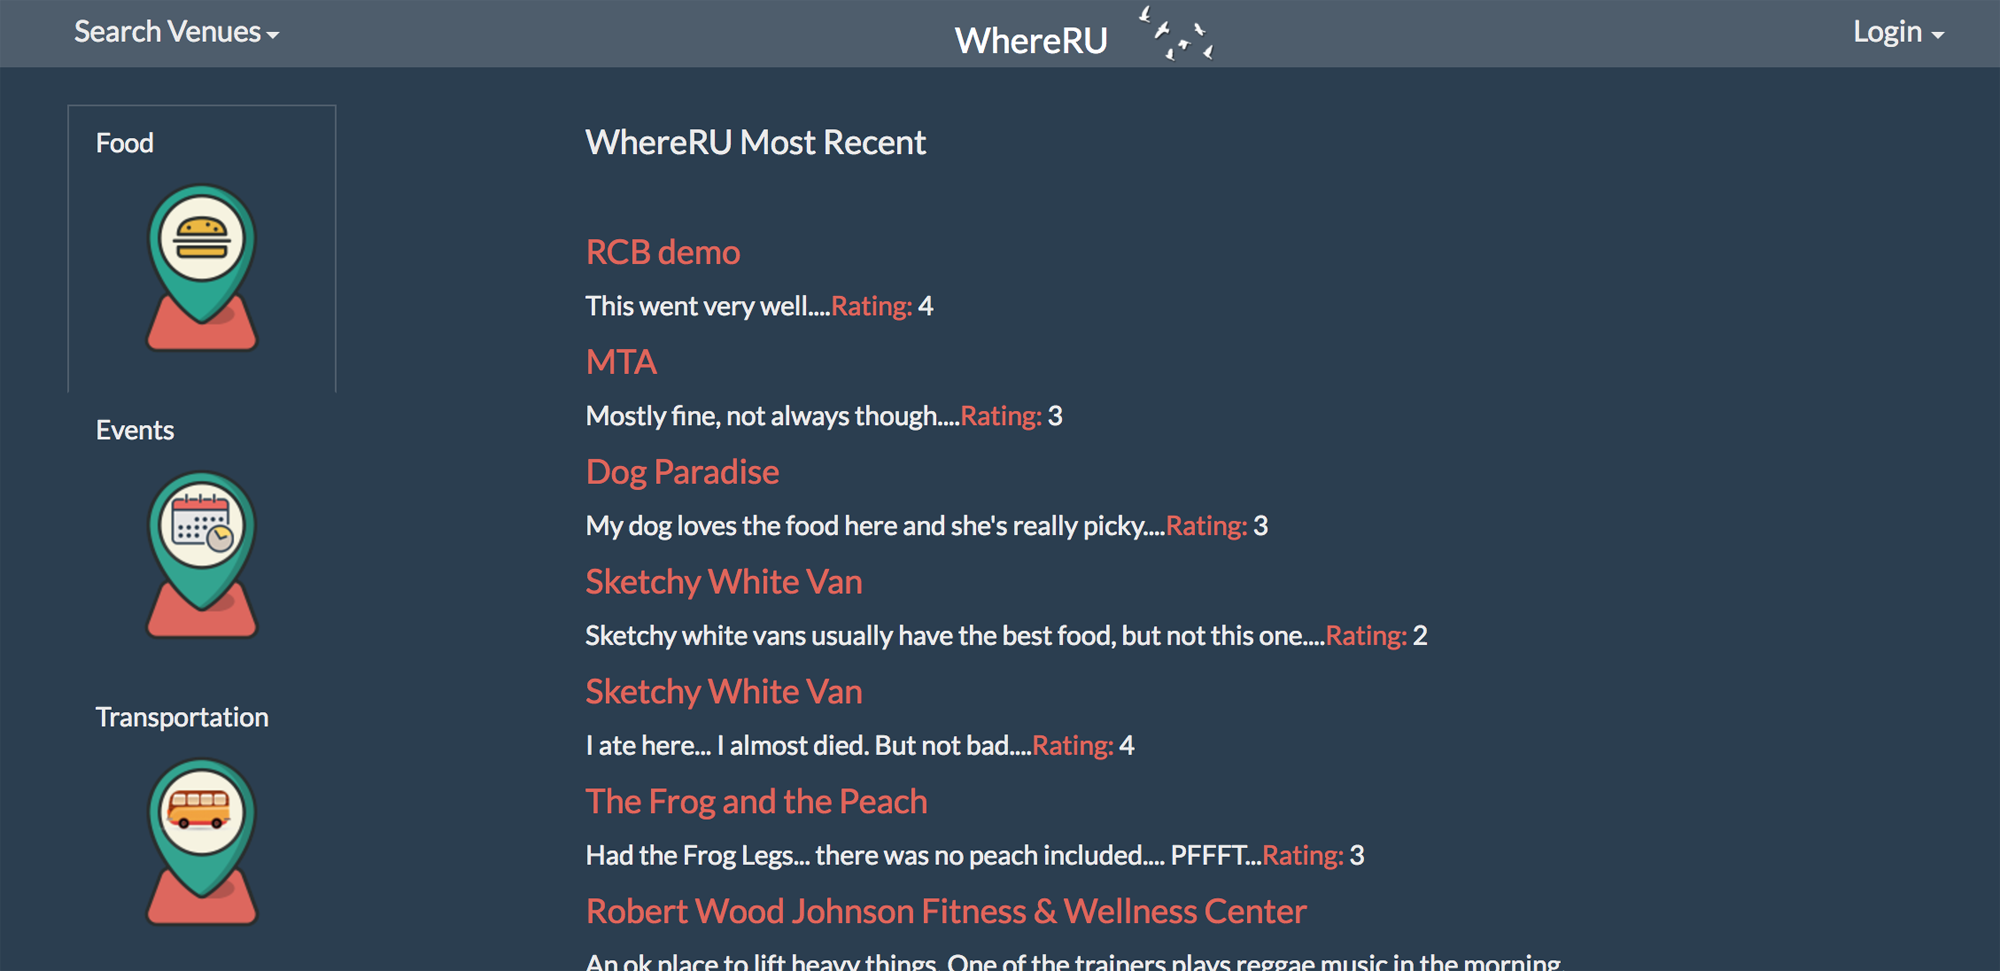 Search Venues
WhereRU
Login
Food
Events
Transportation
WhereRU Most Recent
RCB demo
This went very well....Rating: 4
MTA
Mostly fine, not always though....Rating: 3
Dog Paradise
My dog loves the food here and she's really picky....Rating: 3
Sketchy White Van
Sketchy white vans usually have the best food, but not this one....Rating: 2
Sketchy White Van
I ate here... I almost died. But not bad....Rating: 4
The Frog and the Peach
Had the Frog Legs... there was no peach included.... PFFFT...Rating: 3
Robert Wood Johnson Fitness & Wellness Center
An ok place to lift heavy things. One of the trainers plays reggae music in the morning